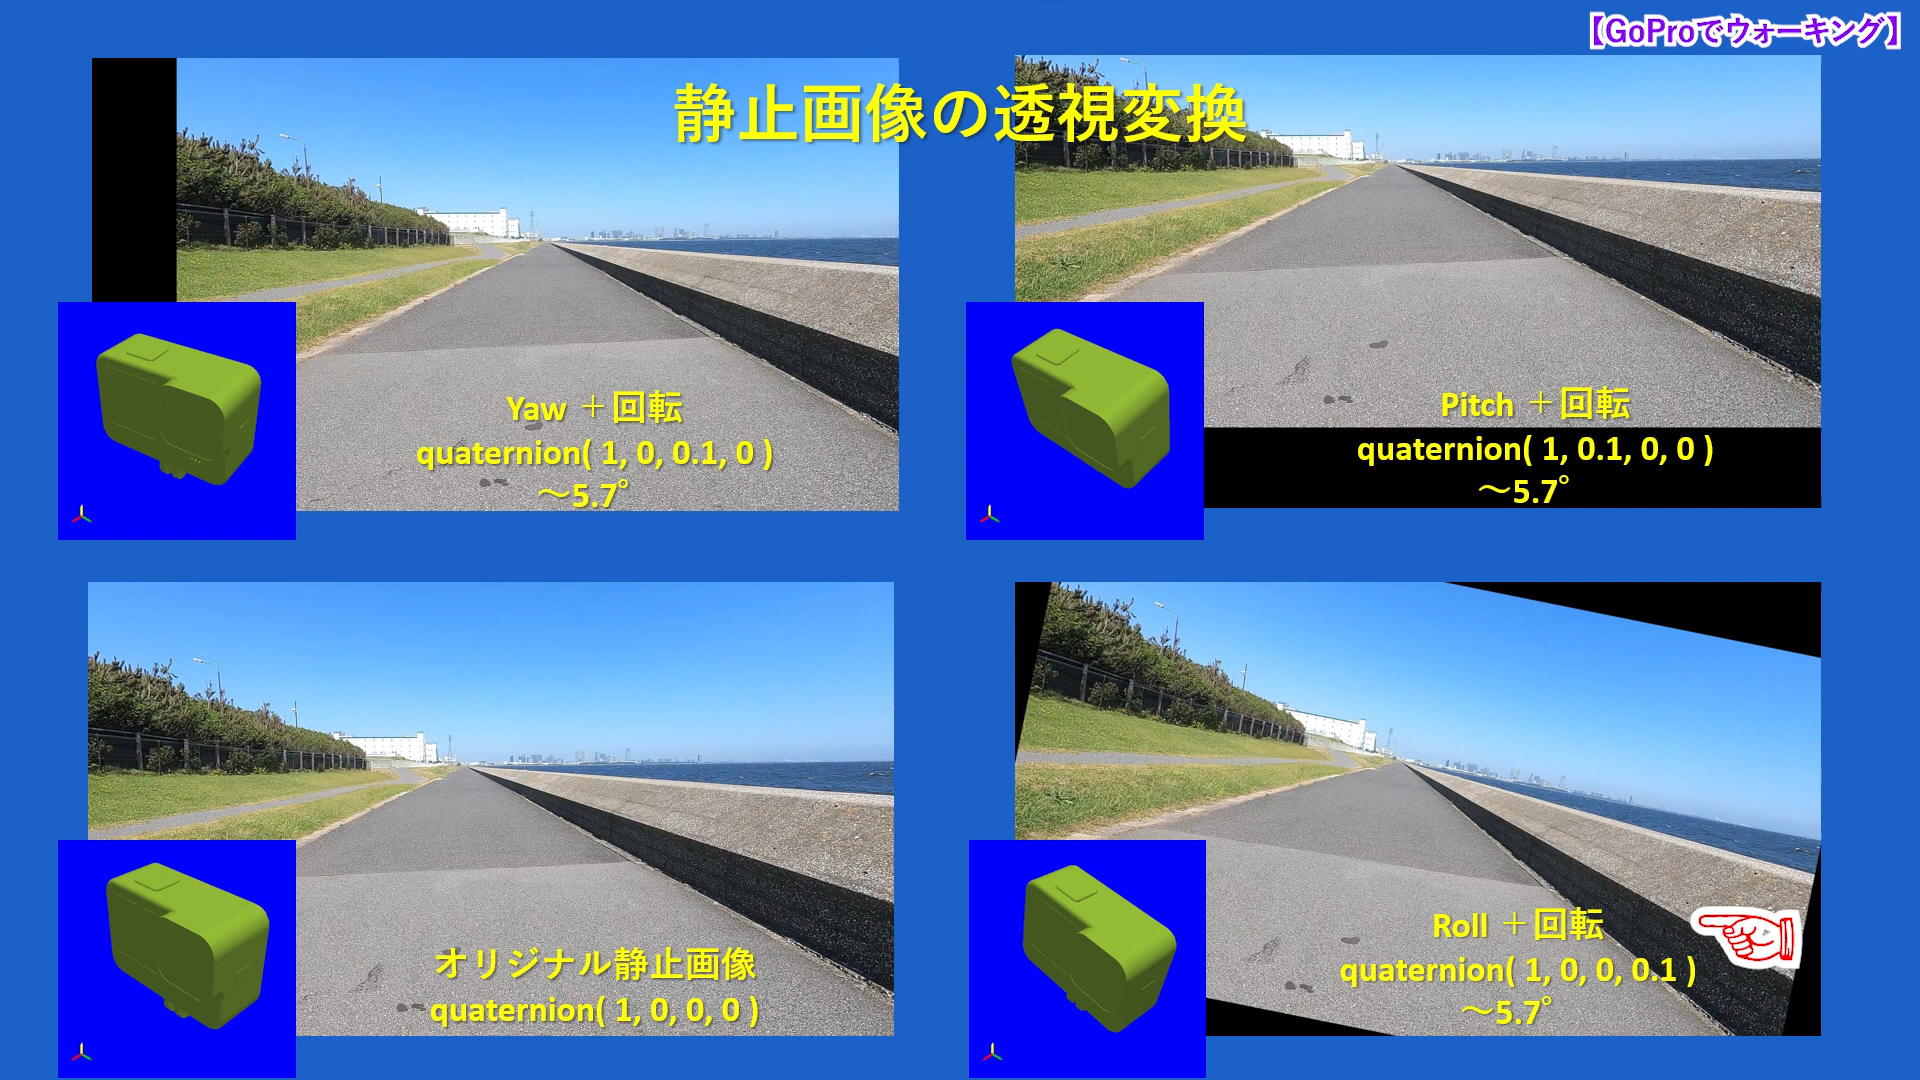 【GoProでウォーキング】
静止画像の透視変換
Yaw ＋回転
quaternion( 1, 0, 0.1, 0 )
～5.7°
Pitch ＋回転
quaternion( 1, 0.1, 0, 0 )
～5.7°
オリジナル静止画像
quaternion( 1, 0, 0, 0 )
Roll ＋回転
quaternion( 1, 0, 0, 0.1 )
～5.7°